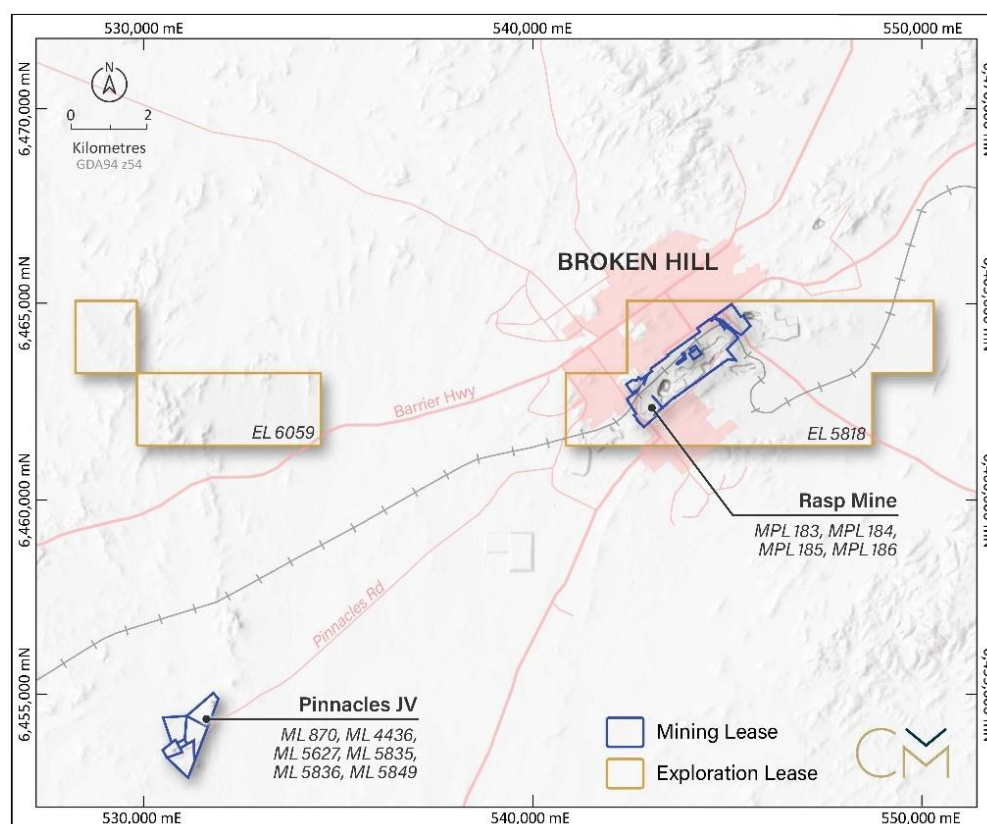 530,000 mE
540,000 mE
550,000 mE
N
0 2
Kilometres
GDA94 z54
6,470,000 mN
6,465,000 mN
6,460,000 mN
6,455,000 mN
BROKEN HILL
Barrier Hwy
EL 6059
EL 5818
Rasp Mine
MPL 183, MPL 184,
MPL 185, MPL 186
Pinnacles Rd
Pinnacles JV
ML 870, ML 4436,
ML 5627, ML 5835,
ML 5836, ML 5849
Mining Lease
Exploration Lease
CM
530,000 mE
540,000 mE
550,000 mE